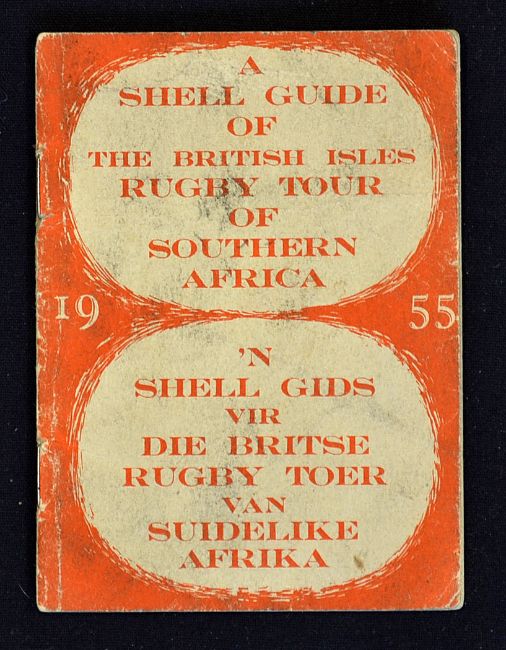 A
SHELL GUIDE
OF
THE BRITISH ISLES
RUGBY TOUR
OF
SOUTHERN
AFRICA
19 55
'N
SHELL GIDS
VIR
DIE BRITSE
RUGBY TOER
VAN
SUIDELIKE
AFRIKA